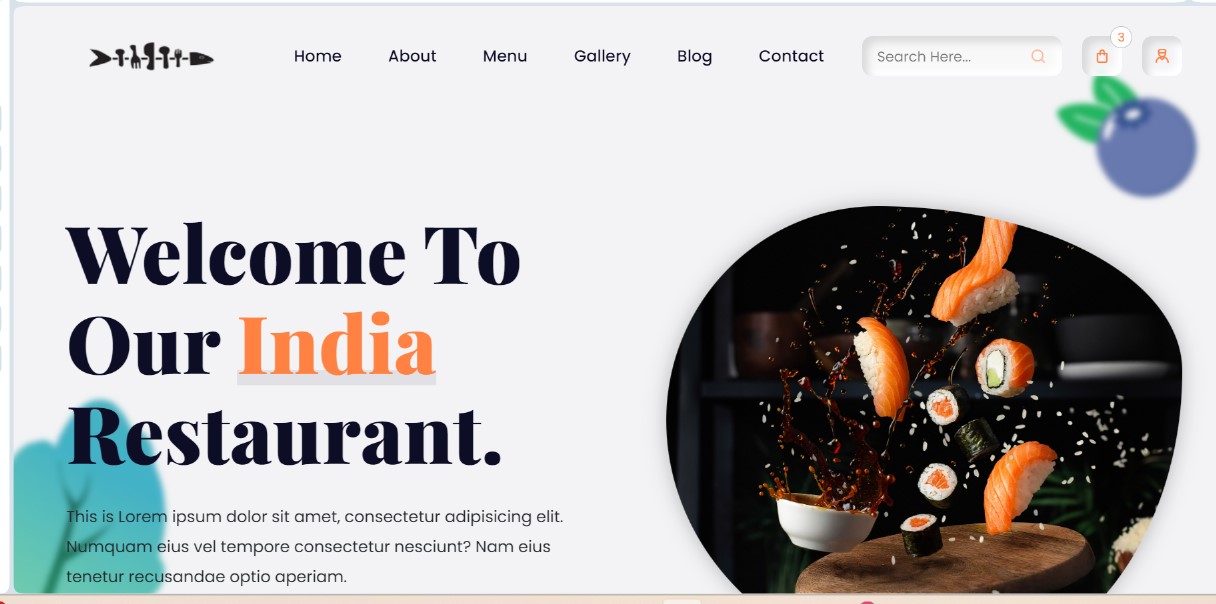 Home About Menu Gallery Blog Contact Search Here... 3
Welcome To
Our India
Restaurant.
This is Lorem ipsum dolor sit amet, consectetur adipisicing elit.
Numquam eius vel tempore consectetur nesciunt? Nam eius
tenetur recusandae optio aperiam.